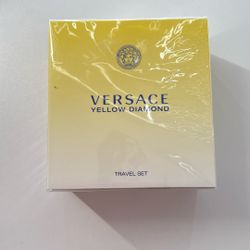 VERSACE
YELLOW DIAMOND
TRAVEL SET